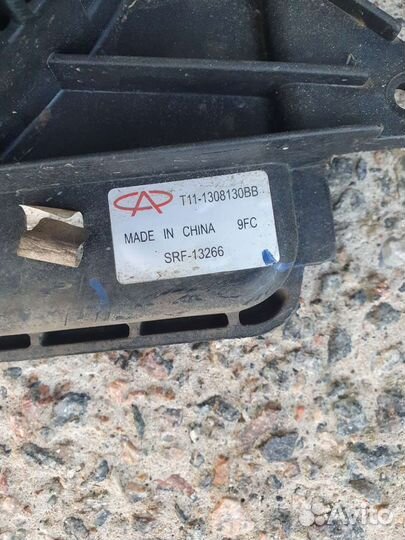 T11-1308130BB
MADE IN CHINA 9FC
SRF-13266
Avito